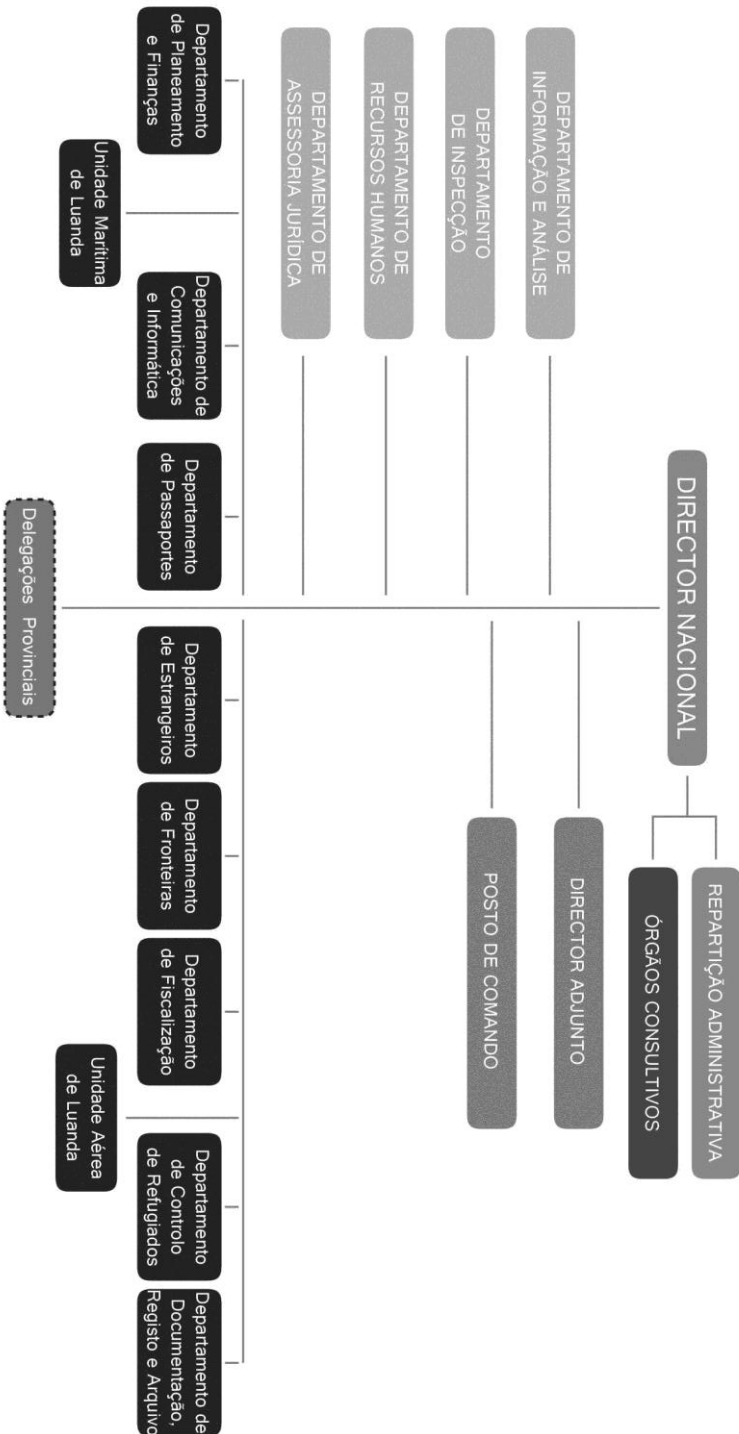 DIRECTOR NACIONAL
REPARTIÇÃO ADMINISTRATIVA
ÓRGÃOS CONSULTIVOS
DEPARTAMENTO DE
INFORMAÇÃO E ANÁLISE
DIRECTOR ADJUNTO
DEPARTAMENTO
DE INSPECÇÃO
POSTO DE COMANDO
DEPARTAMENTO DE
RECURSOS HUMANOS
DEPARTAMENTO DE
ASSESSORIA JURÍDICA
Departamento
de Planeamento
e Finanças
Departamento de
Comunicações
e Informática
Departamento
de Passaportes
Departamento
de Estrangeiros
Departamento
de Fronteiras
Departamento
de Fiscalização
Departamento
de Controlo
de Refugiados
Departamento de
Documentação,
Registo e Arquivo
Unidade Marítima
de Luanda
Unidade Aérea
de Luanda
Delegações Provinciais